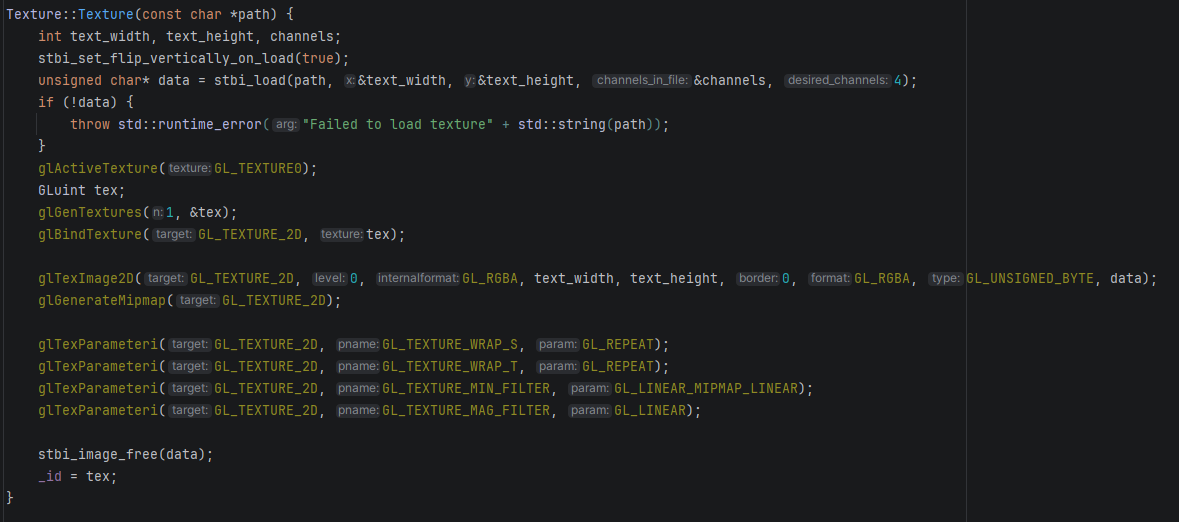 Texture::Texture(const char *path) {
    int text_width, text_height, channels;
    stbi_set_flip_vertically_on_load(true);
    unsigned char* data = stbi_load(path, x: &text_width, y: &text_height, channels_in_file: &channels, desired_channels: 4);
    if (!data) {
        throw std::runtime_error( arg: "Failed to load texture" + std::string(path));
    }
    glActiveTexture( texture: GL_TEXTURE0);
    GLuint tex;
    glGenTextures( n: 1, &tex);
    glBindTexture( target: GL_TEXTURE_2D, texture: tex);

    glTexImage2D( target: GL_TEXTURE_2D, level: 0, internalformat: GL_RGBA, text_width, text_height, border: 0, format: GL_RGBA, type: GL_UNSIGNED_BYTE, data);
    glGenerateMipmap( target: GL_TEXTURE_2D);

    glTexParameteri( target: GL_TEXTURE_2D, pname: GL_TEXTURE_WRAP_S, param: GL_REPEAT);
    glTexParameteri( target: GL_TEXTURE_2D, pname: GL_TEXTURE_WRAP_T, param: GL_REPEAT);
    glTexParameteri( target: GL_TEXTURE_2D, pname: GL_TEXTURE_MIN_FILTER, param: GL_LINEAR_MIPMAP_LINEAR);
    glTexParameteri( target: GL_TEXTURE_2D, pname: GL_TEXTURE_MAG_FILTER, param: GL_LINEAR);

    stbi_image_free(data);
    _id = tex;
}